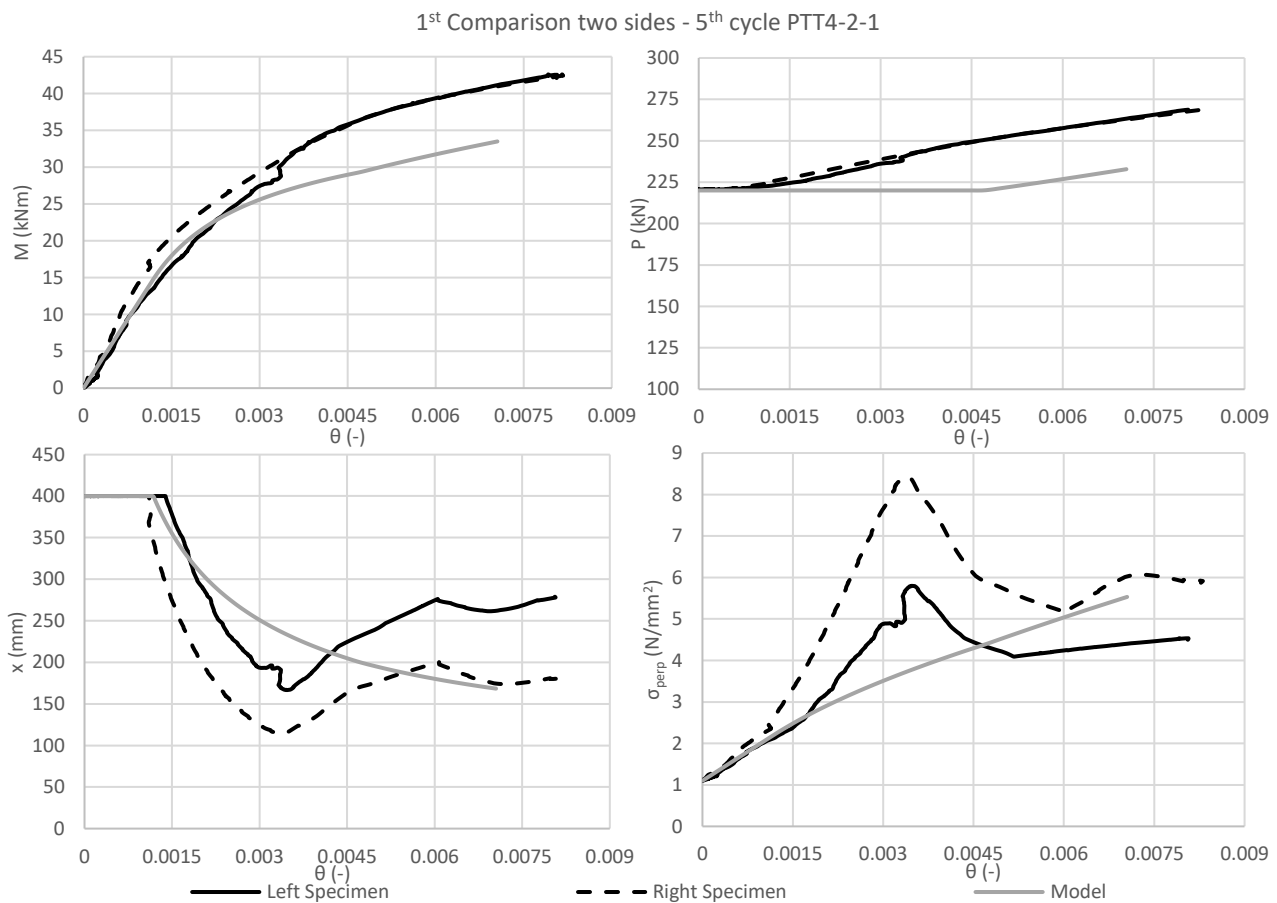 1st Comparison two sides - 5th cycle PTT4-2-1
45
40
35
30
25
20
15
10
5
0
M (kNm)
0 0.0015 0.003 0.0045 0.006 0.0075 0.009
θ (-)
300
275
250
225
200
175
150
125
100
P (kN)
0.0015 0.003 0.0045 0.006 0.0075 0.009
θ (-)
450
400
350
300
250
200
150
100
50
0
x (mm)
0 0.0015 0.003 0.0045 0.006 0.0075 0.009
θ (-)
9
8
7
6
5
4
3
2
1
0
σperp (N/mm2)
0 0.0015 0.003 0.0045 0.006 0.0075 0.009
θ (-)
Left Specimen Right Specimen Model